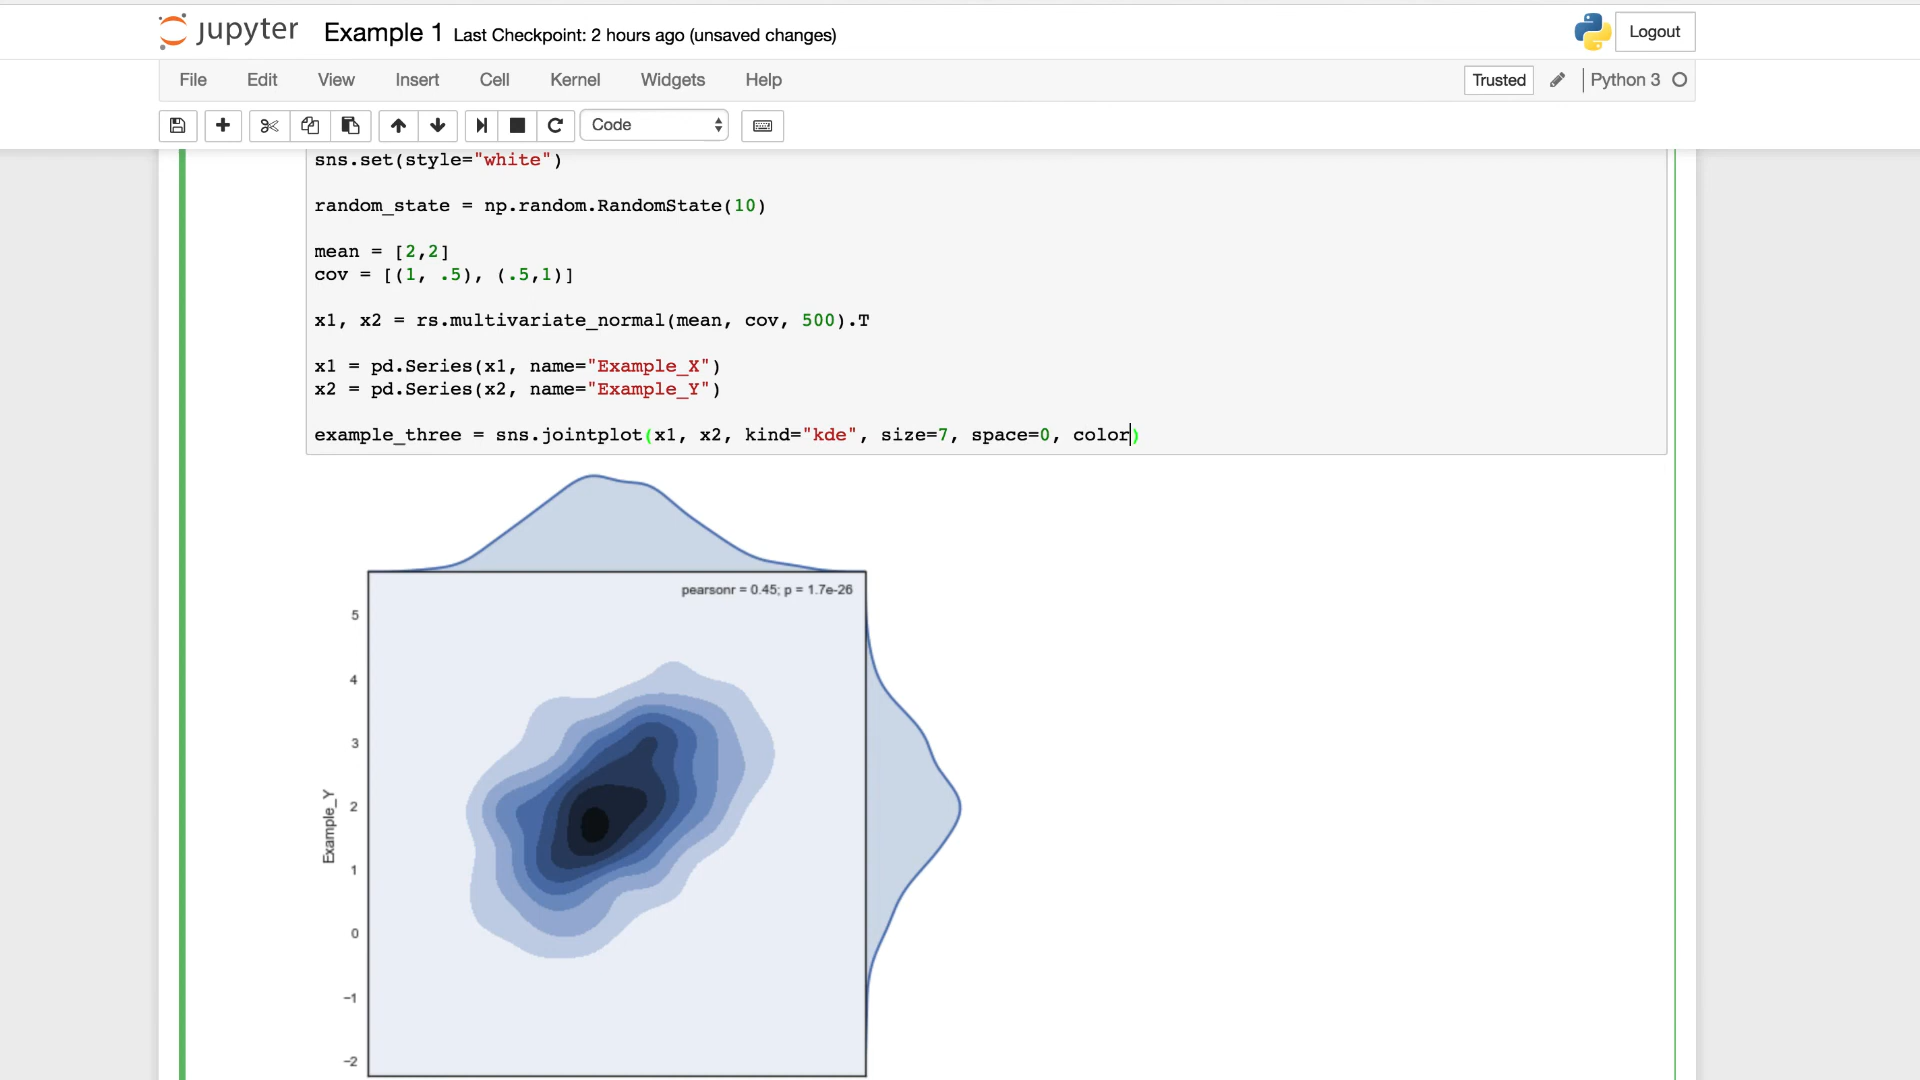 jupyter Example 1 Last Checkpoint: 2 hours ago (unsaved changes) Logout
File Edit View Insert Cell Kernel Widgets Help Trusted Python 3
Code
sns.set(style="white")
random_state = np.random.RandomState(10)
mean = [2,2]
cov = [(1, .5), (.5,1)]
x1, x2 = rs.multivariate_normal(mean, cov, 500).T
x1 = pd.Series(x1, name="Example_X")
x2 = pd.Series(x2, name="Example_Y")
example_three = sns.jointplot(x1, x2, kind="kde", size=7, space=0, color)
pearsonr = 0.45; p = 1.7e-26
5
4
3
2
1
0
−1
−2
Example_Y